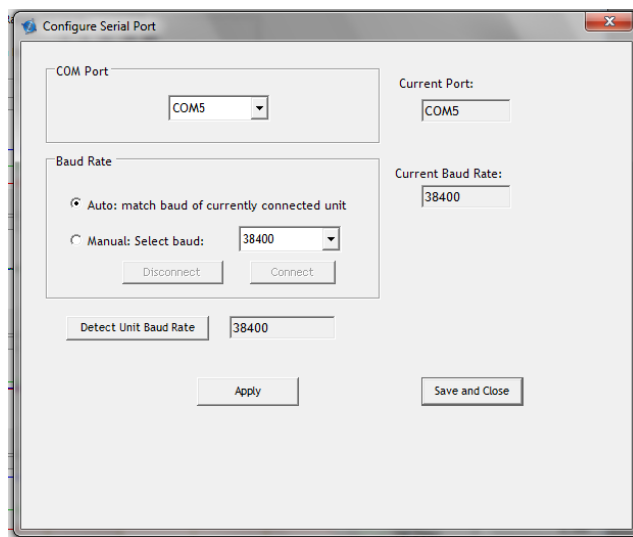 Configure Serial Port
COM Port
COM5
Current Port:
COM5
Baud Rate
Current Baud Rate:
38400
Auto: match baud of currently connected unit
Manual: Select baud: 38400
Disconnect Connect
Detect Unit Baud Rate 38400
Apply Save and Close